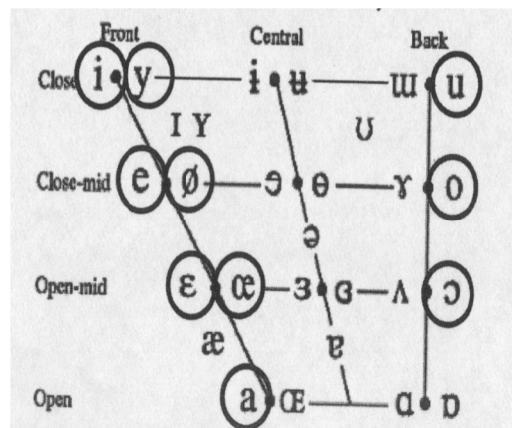 Front Central Back
Close i y ɨ ʉ ɯ u
I Y ʊ
Close-mid e ø ɘ ɵ ɤ o
ə
Open-mid ɛ œ ɜ ɞ ʌ ɔ
æ ɐ
Open a Œ ɑ ɒ